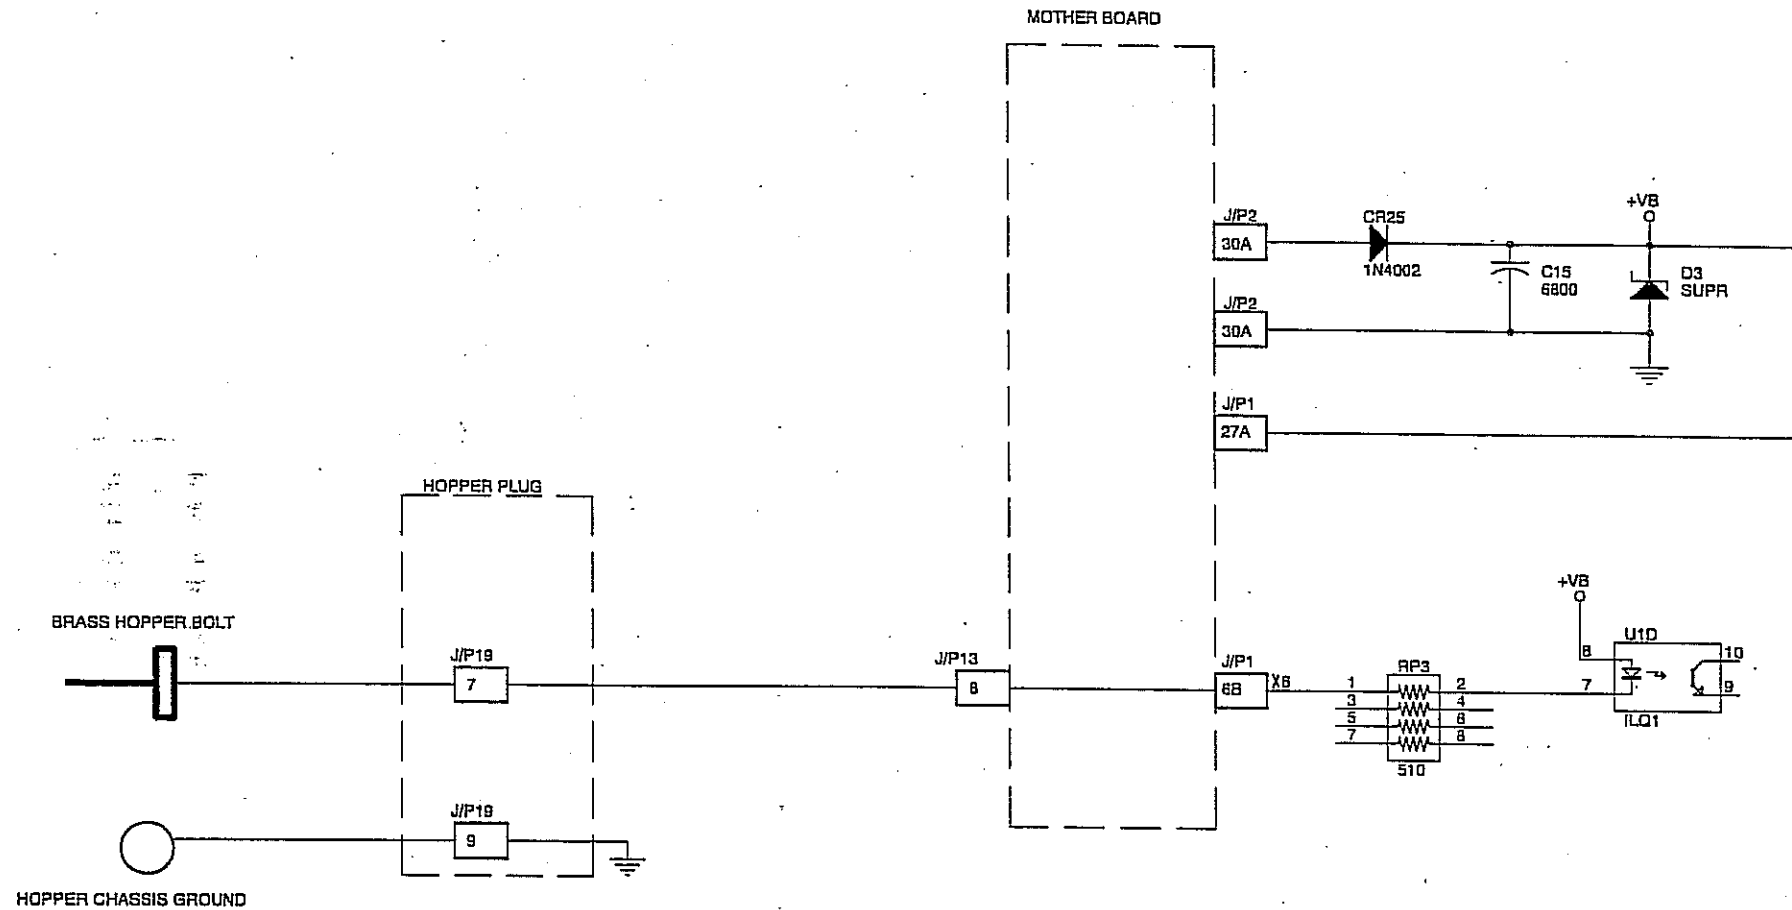 MOTHER BOARD
J/P2
30A
CR25
1N4002
+VB
C15
6800
D3
SUPR
J/P2
30A
J/P1
27A
HOPPER PLUG
BRASS HOPPER BOLT
J/P19
7
J/P13
8
J/P1
6B
X6
RP3
1 2
3 4
5 6
7 8
510
+VB
U1D
8
7
10
9
ILQ1
J/P19
9
HOPPER CHASSIS GROUND